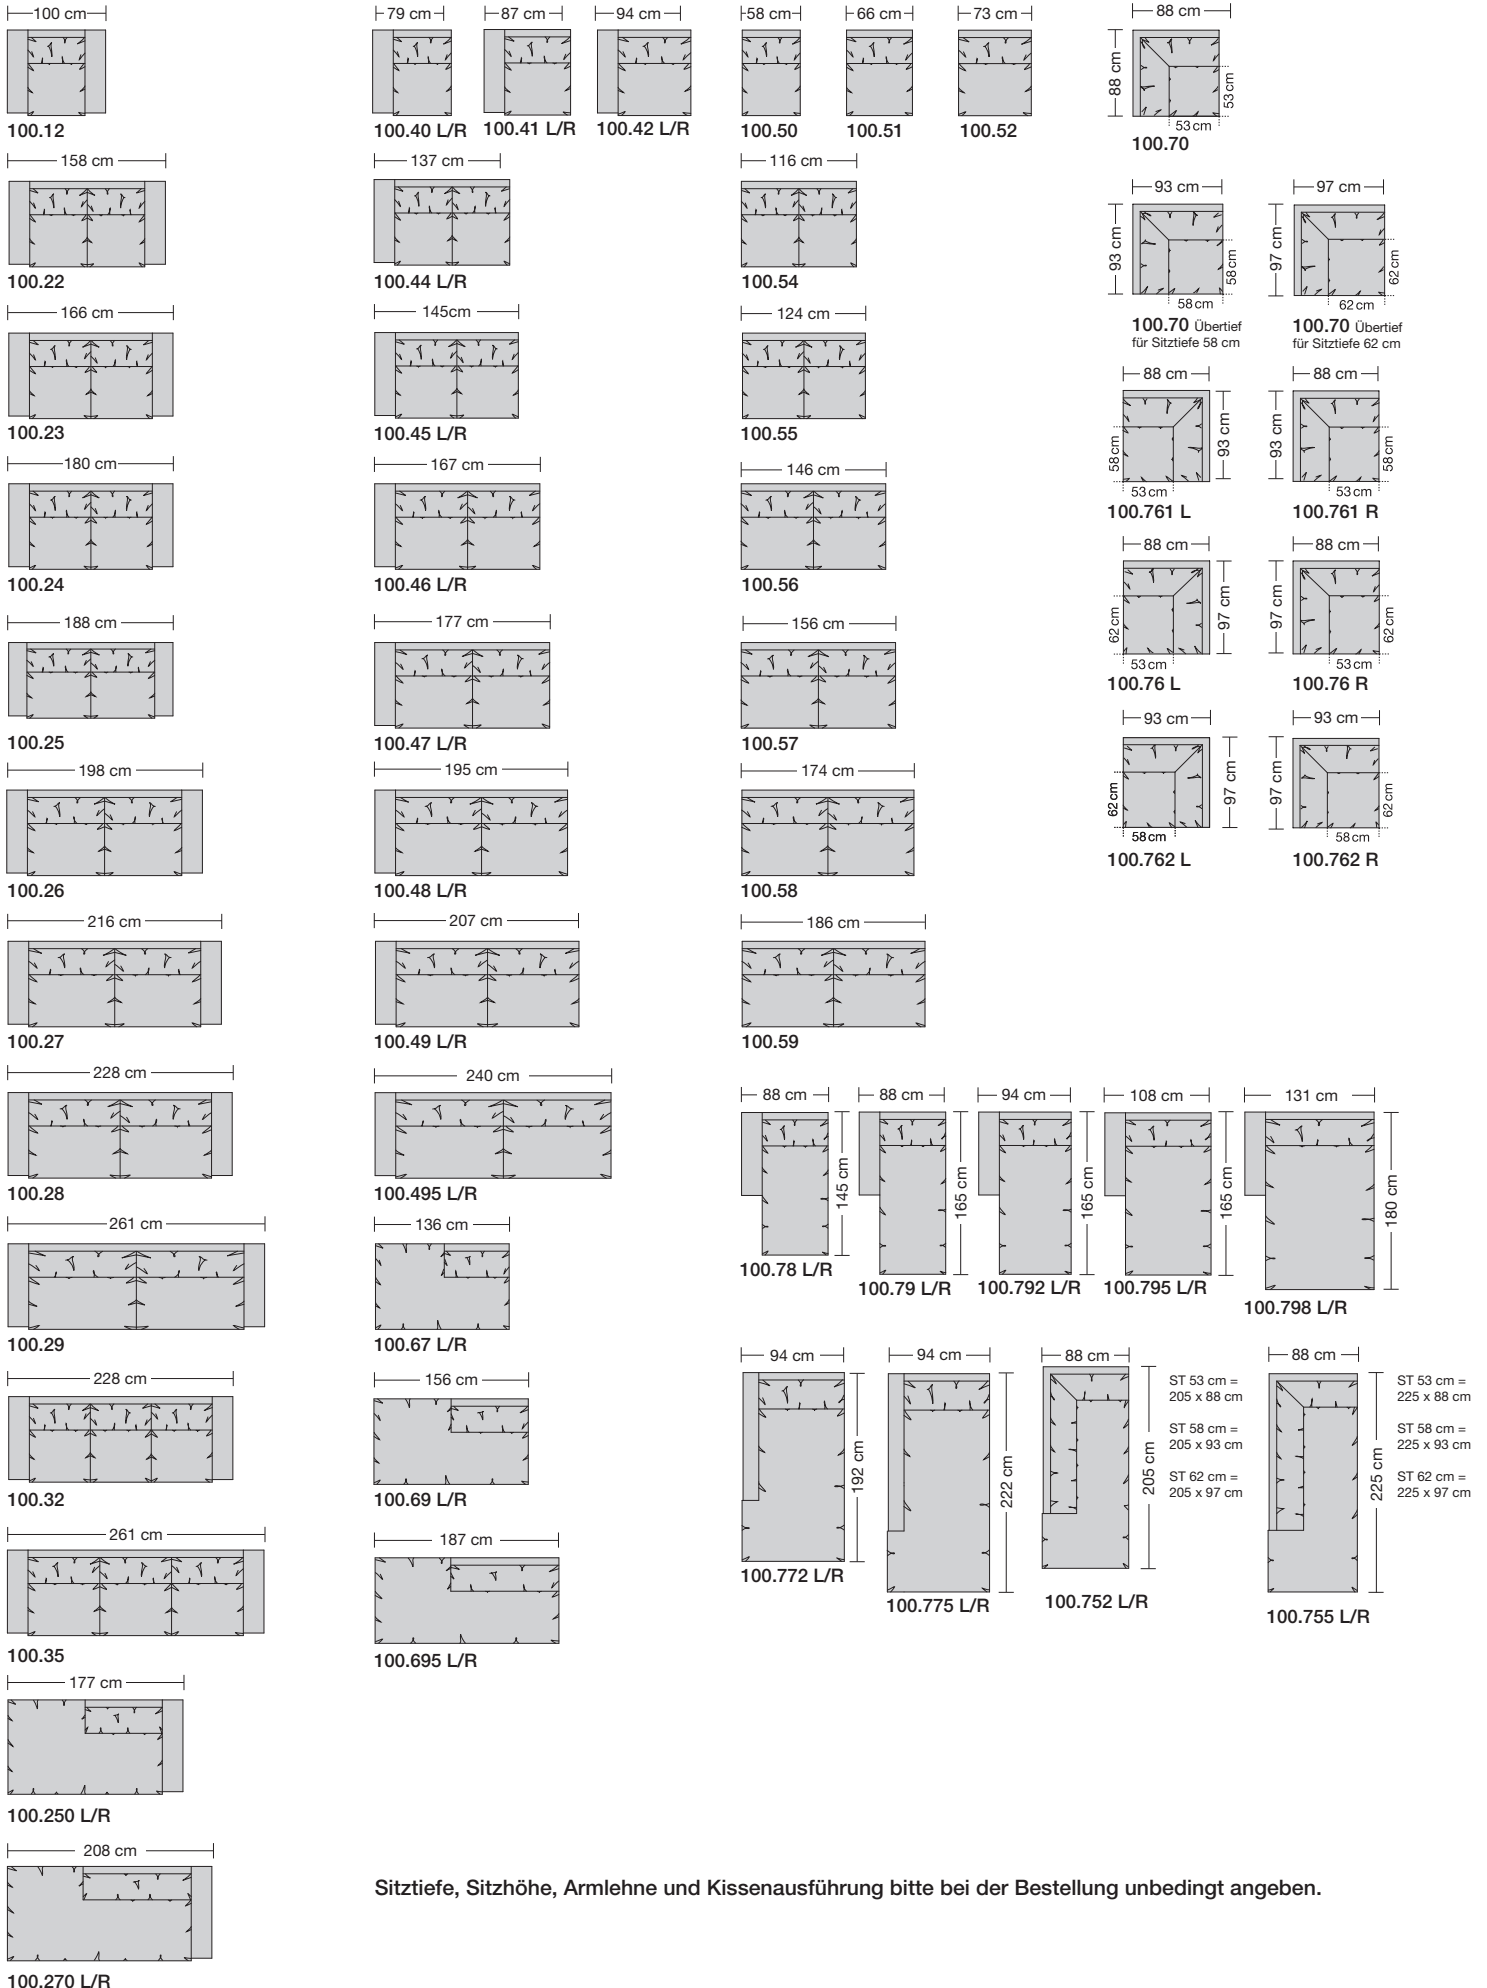 100 cm
100.12
158 cm
100.22
166 cm
100.23
180 cm
100.24
188 cm
100.25
198 cm
100.26
216 cm
100.27
228 cm
100.28
261 cm
100.29
228 cm
100.32
261 cm
100.35
177 cm
100.250 L/R
208 cm
100.270 L/R
79 cm
100.40 L/R
87 cm
100.41 L/R
94 cm
100.42 L/R
137 cm
100.44 L/R
145cm
100.45 L/R
167 cm
100.46 L/R
177 cm
100.47 L/R
195 cm
100.48 L/R
207 cm
100.49 L/R
240 cm
100.495 L/R
136 cm
100.67 L/R
156 cm
100.69 L/R
187 cm
100.695 L/R
58 cm
100.50
66 cm
100.51
73 cm
100.52
116 cm
100.54
124 cm
100.55
146 cm
100.56
156 cm
100.57
174 cm
100.58
186 cm
100.59
88 cm
88 cm
53 cm
53 cm
100.70
93 cm
93 cm
58 cm
58 cm
100.70 Übertief
für Sitztiefe 58 cm
97 cm
97 cm
62 cm
62 cm
100.70 Übertief
für Sitztiefe 62 cm
88 cm
58 cm
93 cm
53 cm
100.761 L
88 cm
93 cm
58 cm
53 cm
100.761 R
88 cm
62 cm
97 cm
53 cm
100.76 L
88 cm
97 cm
62 cm
53 cm
100.76 R
93 cm
62 cm
97 cm
58 cm
100.762 L
93 cm
97 cm
62 cm
58 cm
100.762 R
88 cm
145 cm
100.78 L/R
88 cm
165 cm
100.79 L/R
94 cm
165 cm
100.792 L/R
108 cm
165 cm
100.795 L/R
131 cm
180 cm
100.798 L/R
94 cm
192 cm
100.772 L/R
94 cm
222 cm
100.775 L/R
88 cm
205 cm
100.752 L/R
ST 53 cm =
205 x 88 cm
ST 58 cm =
205 x 93 cm
ST 62 cm =
205 x 97 cm
88 cm
225 cm
100.755 L/R
ST 53 cm =
225 x 88 cm
ST 58 cm =
225 x 93 cm
ST 62 cm =
225 x 97 cm
Sitztiefe, Sitzhöhe, Armlehne und Kissenausführung bitte bei der Bestellung unbedingt angeben.